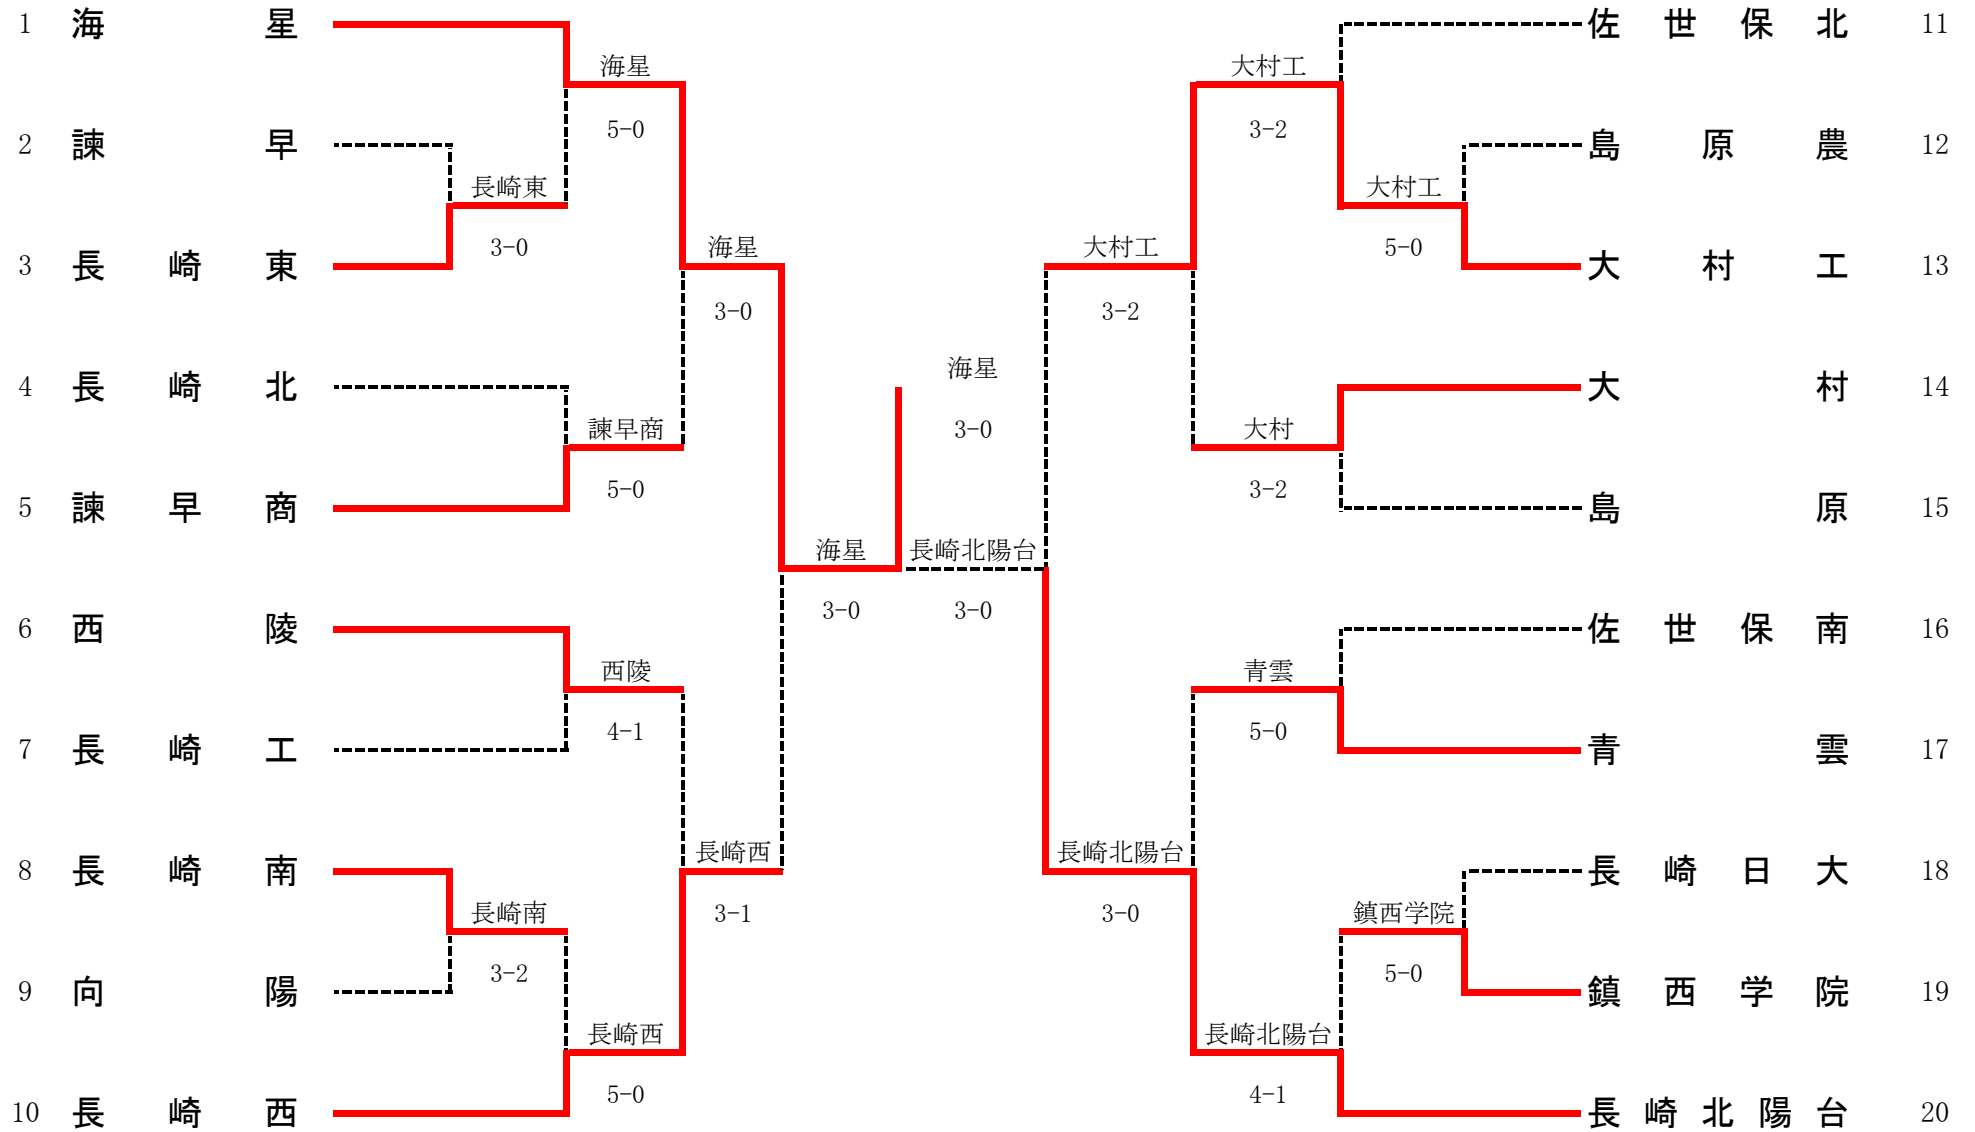 1 海星
佐世保北 11
海星
大村工
5-0
3-2
2 諫早
島原農 12
長崎東
大村工
3-0
海星
大村工
5-0
3 長崎東
大村工 13
3-0
3-2
海星
4 長崎北
大村 14
諫早商
3-0
大村
5-0
3-2
5 諫早商
島原 15
海星
長崎北陽台
3-0
3-0
6 西陵
佐世保南 16
西陵
青雲
4-1
5-0
7 長崎工
青雲 17
長崎西
長崎北陽台
8 長崎南
長崎日大 18
長崎南
3-1
3-0
鎮西学院
3-2
5-0
9 向陽
鎮西学院 19
長崎西
長崎北陽台
5-0
4-1
10 長崎西
長崎北陽台 20